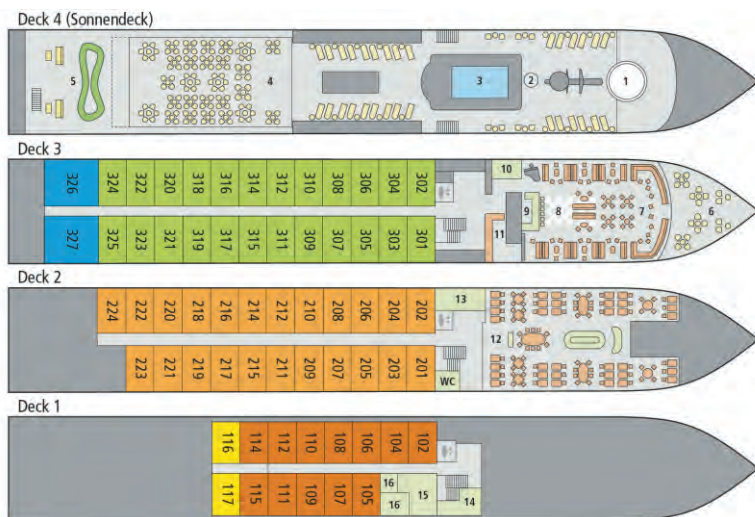 Deck 4 (Sonnendeck)
5 4 3 2 1
Deck 3
326 324 322 320 318 316 314 312 310 308 306 304 302 10
9 8 7 6
327 325 323 321 319 317 315 311 309 307 305 303 301 11
Deck 2
224 222 220 218 216 214 212 210 208 206 204 202 13
12
223 221 219 217 215 211 209 207 205 203 201 WC
Deck 1
116 114 112 110 108 106 104 102
117 115 111 109 107 105 16 15
16 14